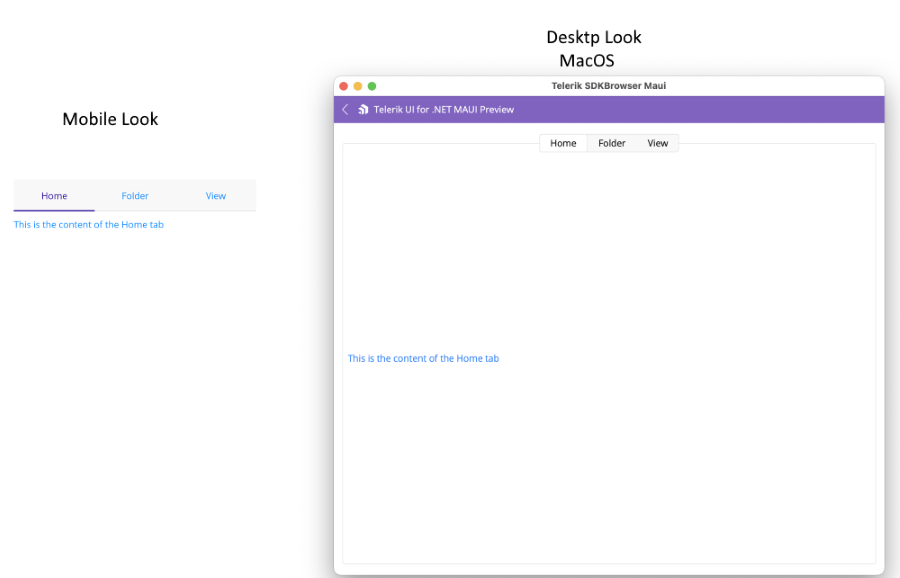 Mobile Look
Home Folder View
This is the content of the Home tab
Desktp Look
MacOS
Telerik SDKBrowser Maui
Telerik UI for .NET MAUI Preview
Home Folder View
This is the content of the Home tab